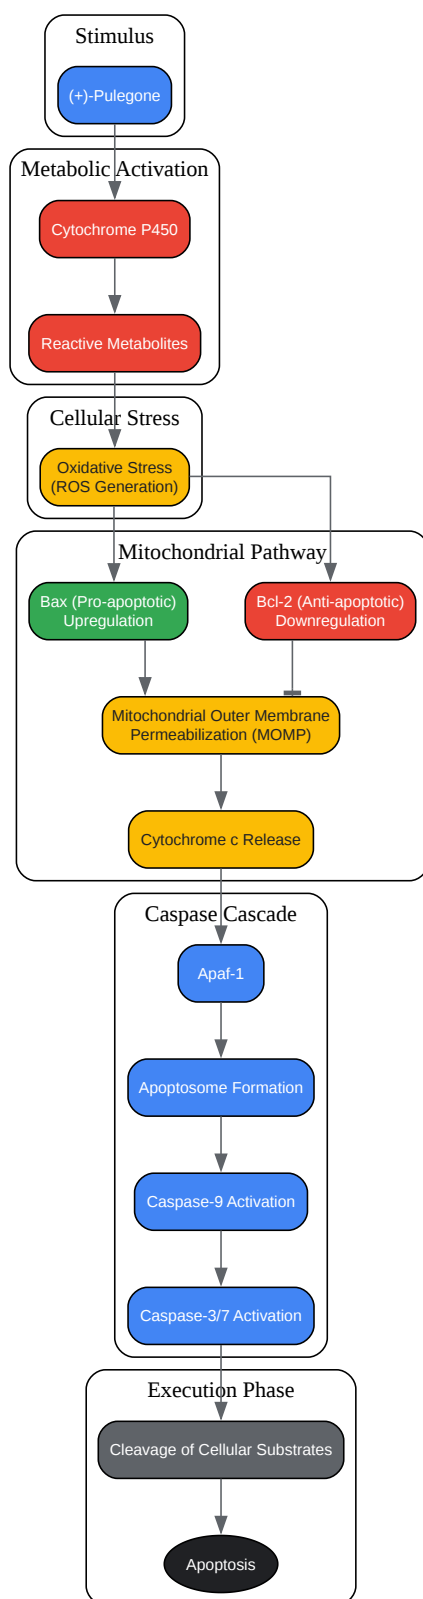 Stimulus
(+)-Pulegone
Metabolic Activation
Cytochrome P450
Reactive Metabolites
Cellular Stress
Oxidative Stress
(ROS Generation)
Mitochondrial Pathway
Bax (Pro-apoptotic)
Upregulation
Bcl-2 (Anti-apoptotic)
Downregulation
Mitochondrial Outer Membrane
Permeabilization (MOMP)
Cytochrome c Release
Caspase Cascade
Apaf-1
Apoptosome Formation
Caspase-9 Activation
Caspase-3/7 Activation
Execution Phase
Cleavage of Cellular Substrates
Apoptosis